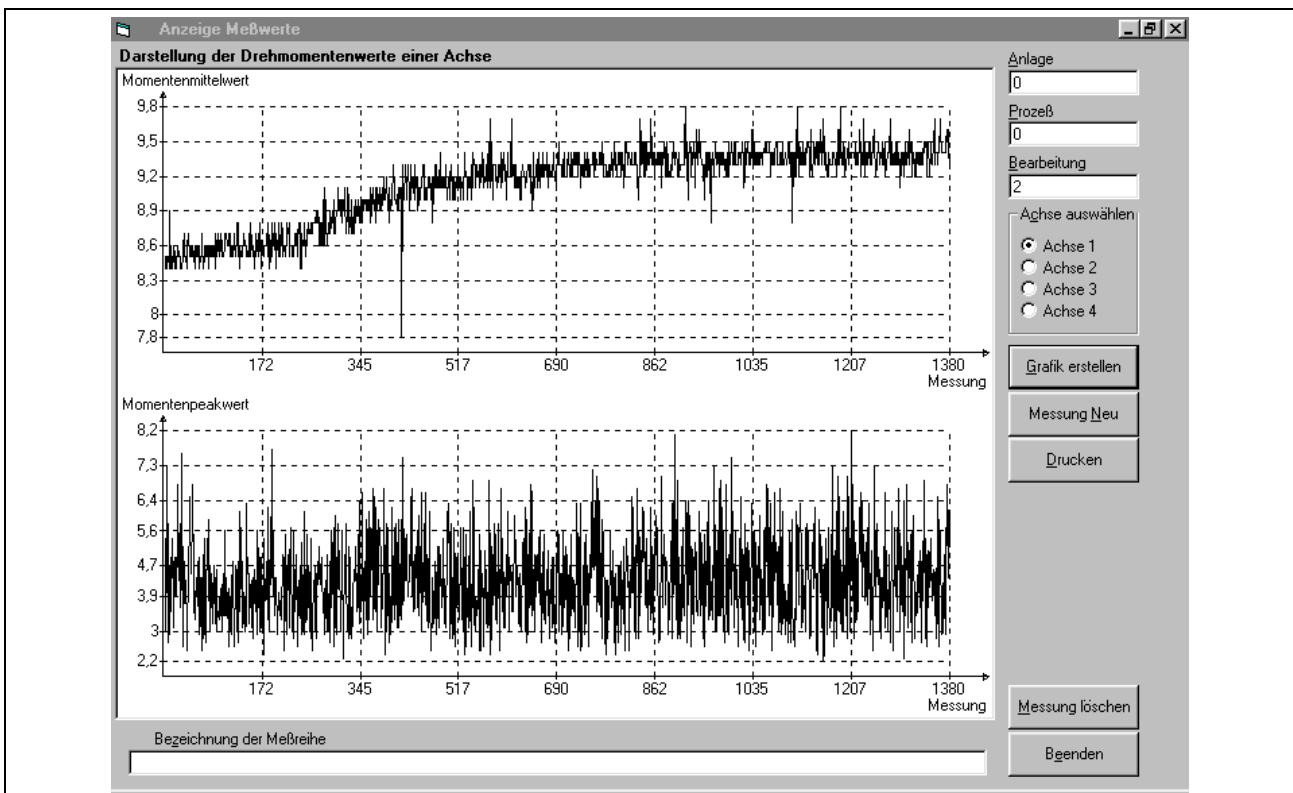 Anzeige Meßwerte
Darstellung der Drehmomentenwerte einer Achse
Momentenmittelwert
9,8
9,5
9,2
8,9
8,6
8,3
8
7,8
172 345 517 690 862 1035 1207 1380
Messung
Momentenpeakwert
8,2
7,3
6,4
5,6
4,7
3,9
3
2,2
172 345 517 690 862 1035 1207 1380
Messung
Bezeichnung der Meßreihe
Anlage
0
Prozeß
0
Bearbeitung
2
Achse auswählen
Achse 1
Achse 2
Achse 3
Achse 4
Grafik erstellen
Messung Neu
Drucken
Messung löschen
Beenden